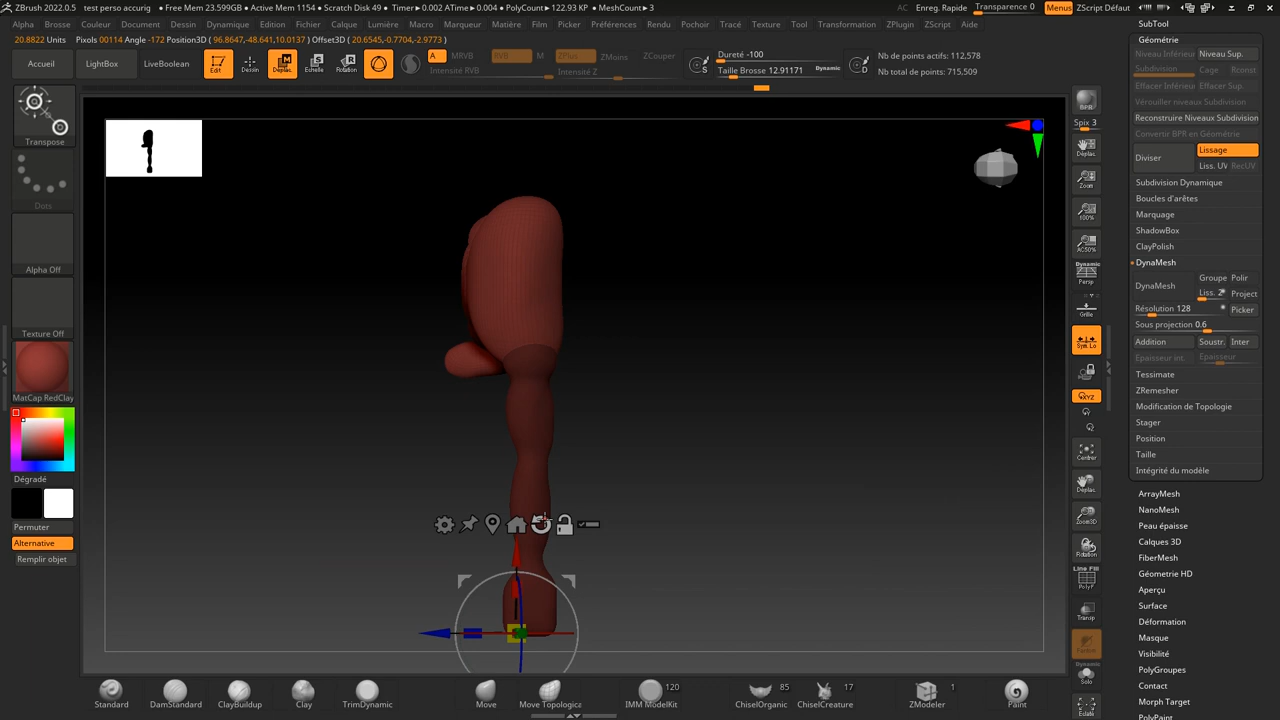 ZBrush 2022.0.5 test perso accurig • Free Mem 23.599GB • Active Mem 1154 • Scratch Disk 49 • Timer▸0.002 ATime▸0.004 • PolyCount▸122.93 KP • MeshCount▸3 AC Enreg. Rapide Transparence 0 Menus ZScript Défaut
Alpha Brosse Couleur Document Dessin Dynamique Edition Fichier Calque Lumière Macro Marqueur Matière Film Picker Préférences Rendu Pochoir Tracé Texture Tool Transformation ZPlugin ZScript Aide
20.8822 Units Pixols 00114 Angle -172 Position3D ( 96.8647,-48.641,10.0137 ) Offset3D ( 20.6545,-0.7704,-2.9773 )
Accueil LightBox LiveBoolean
Edit Dessin Deplac. Echelle Rotation
A MRVB RVB M ZPlus ZMoins ZCouper
Intensité RVB Intensité Z
Dureté -100
Taille Brosse 12.91171 Dynamic
Nb de points actifs: 112,578
Nb total de points: 715,509
Transpose
Dots
Alpha Off
Texture Off
MatCap RedClay
Dégradé
Permuter
Alternative
Remplir objet
BPR
Spix 3
Déplac.
Zoom
100%
AC50%
Dynamic
Persp
Grille
Sym.Lo
XYZ
Centrer
Déplac.
Zoom3D
Rotation
Line Fill
PolyF
Transp
Dynamic
Solo
Eclaté
SubTool
Géométrie
Niveau Inférieur Niveau Sup.
Subdivision Cage Rconst
Effacer Inférieur Effacer Sup.
Vérouiller niveaux Subdivision
Reconstruire Niveaux Subdivision
Convertir BPR en Géométrie
Diviser Lissage
Liss. UV RecUV
Subdivision Dynamique
Boucles d'arêtes
Marquage
ShadowBox
ClayPolish
DynaMesh
DynaMesh Groupe Polir
Liss. 2 Project
Résolution 128 Picker
Sous projection 0.6
Addition Soustr. Inter
Epaisseur int. Epaisseur
Tessimate
ZRemesher
Modification de Topologie
Stager
Position
Taille
Intégrité du modèle
ArrayMesh
NanoMesh
Peau épaisse
Calques 3D
FiberMesh
Géometrie HD
Aperçu
Surface
Déformation
Masque
Visibilité
PolyGroupes
Contact
Morph Target
PolyPaint
Standard DamStandard ClayBuildup Clay TrimDynamic Move Move Topological IMM ModelKit 120 ChiselOrganic 85 ChiselCreature 17 ZModeler 1 Paint